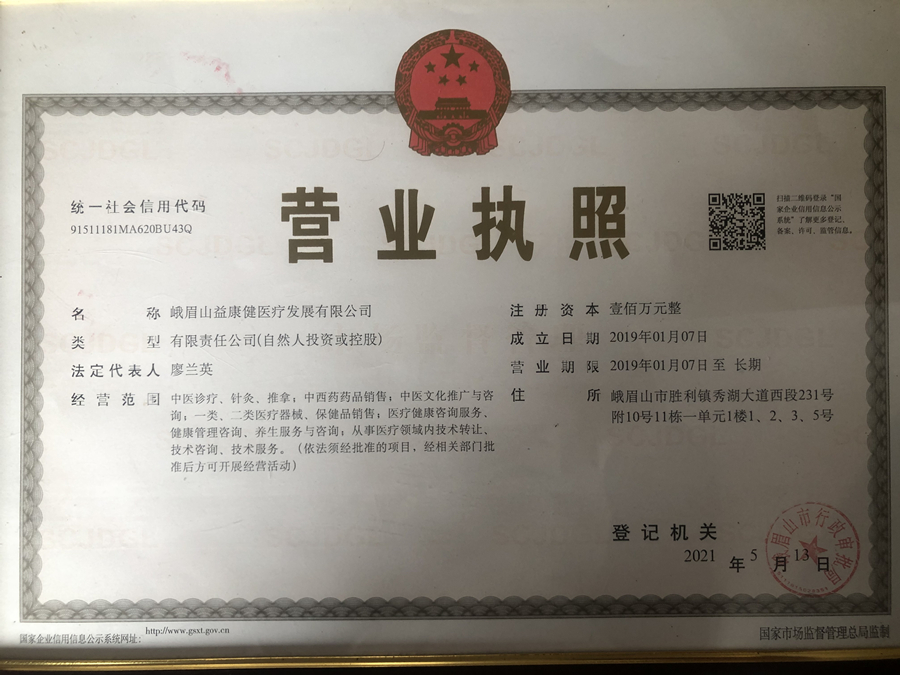 营业执照
统一社会信用代码
91511181MA620BU43Q
扫描二维码登录“国
家企业信用信息公示
系统”了解更多登记、
备案、许可、监管信息。
名称 峨眉山益康健医疗发展有限公司
类型 有限责任公司(自然人投资或控股)
法定代表人 廖兰英
经营范围 中医诊疗、针灸、推拿；中西药药品销售；中医文化推广与咨
询；一类、二类医疗器械、保健品销售；医疗健康咨询服务、
健康管理咨询、养生服务与咨询；从事医疗领域内技术转让、
技术咨询、技术服务。（依法须经批准的项目，经相关部门批
准后方可开展经营活动）
注册资本 壹佰万元整
成立日期 2019年01月07日
营业期限 2019年01月07日 至 长期
住所 峨眉山市胜利镇秀湖大道西段231号
附10号11栋一单元1楼1、2、3、5号
登记机关
峨眉山市行政审批局
2021 年 5 月 13 日
国家企业信用信息公示系统网址： http://www.gsxt.gov.cn
国家市场监督管理总局监制